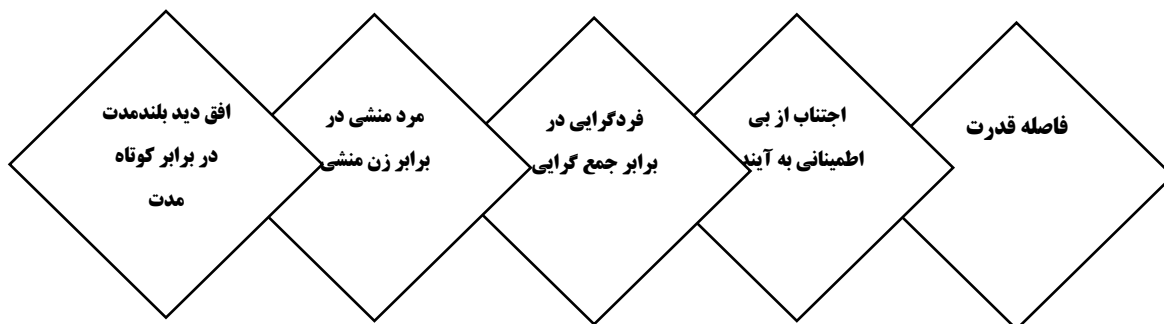 فاصله قدرت
اجتناب از بی
اطمینانی به آیند
فردگرایی در
برابر جمع گرایی
مرد منشی در
برابر زن منشی
افق دید بلندمدت
در برابر کوتاه
مدت